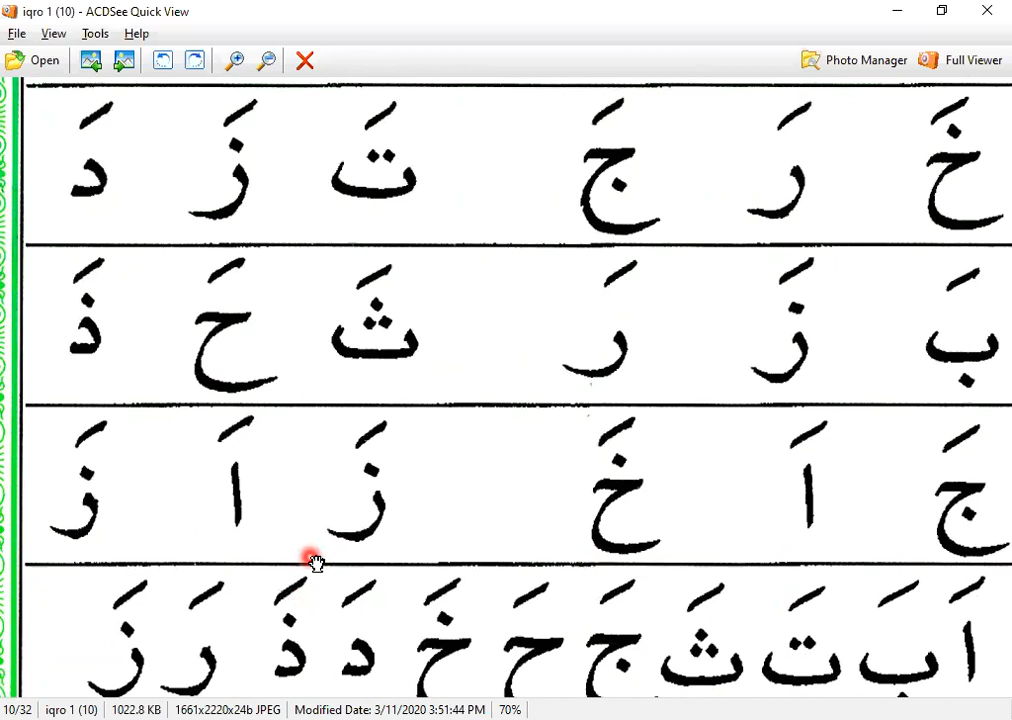 iqro 1 (10) - ACDSee Quick View
File View Tools Help
Open Photo Manager Full Viewer
خَ رَ جَ تَ زَ دَ
بَ زَ رَ ثَ حَ ذَ
جَ اَ خَ زَ اَ زَ
اَ بَ تَ ثَ جَ حَ خَ دَ ذَ رَ زَ
10/32 iqro 1 (10) 1022.8 KB 1661x2220x24b JPEG Modified Date: 3/11/2020 3:51:44 PM 70%